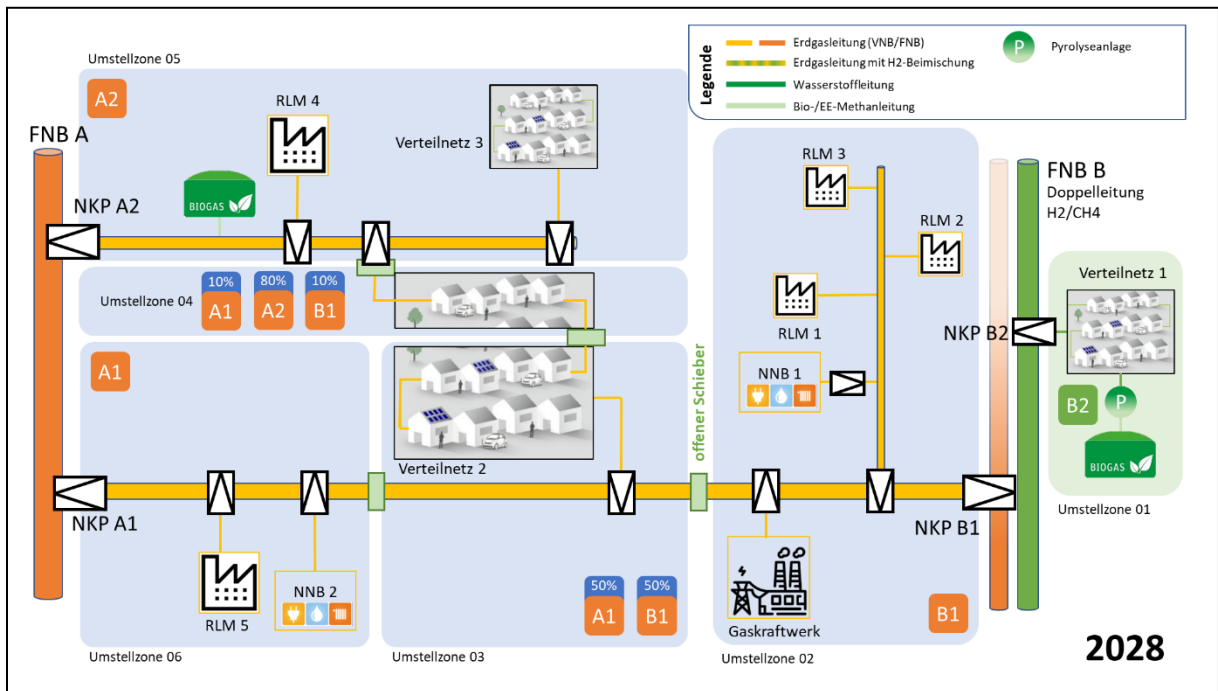 Umstellzone 05
A2
RLM 4
Verteilnetz 3
FNB A
NKP A2
BIOGAS
Legende
Erdgasleitung (VNB/FNB)
Erdgasleitung mit H2-Beimischung
Wasserstoffleitung
Bio-/EE-Methanleitung
P
Pyrolyseanlage
RLM 3
RLM 2
RLM 1
NNB 1
FNB B
Doppelleitung
H2/CH4
Verteilnetz 1
NKP B2
B2
P
BIOGAS
Umstellzone 01
Umstellzone 04
10%
A1
80%
A2
10%
B1
A1
Verteilnetz 2
offener Schieber
NKP A1
NKP B1
RLM 5
NNB 2
50%
A1
50%
B1
Gaskraftwerk
B1
Umstellzone 06
Umstellzone 03
Umstellzone 02
2028